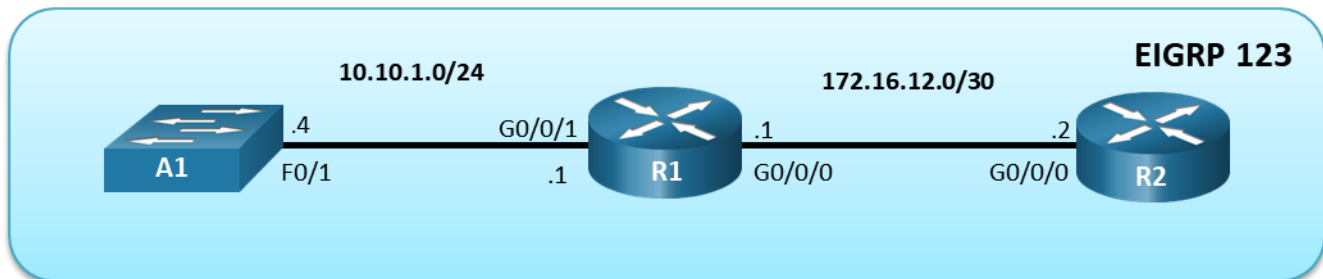 EIGRP 123
10.10.1.0/24
172.16.12.0/30
.4
G0/0/1
.1
.2
A1
F0/1
.1
R1
G0/0/0
G0/0/0
R2